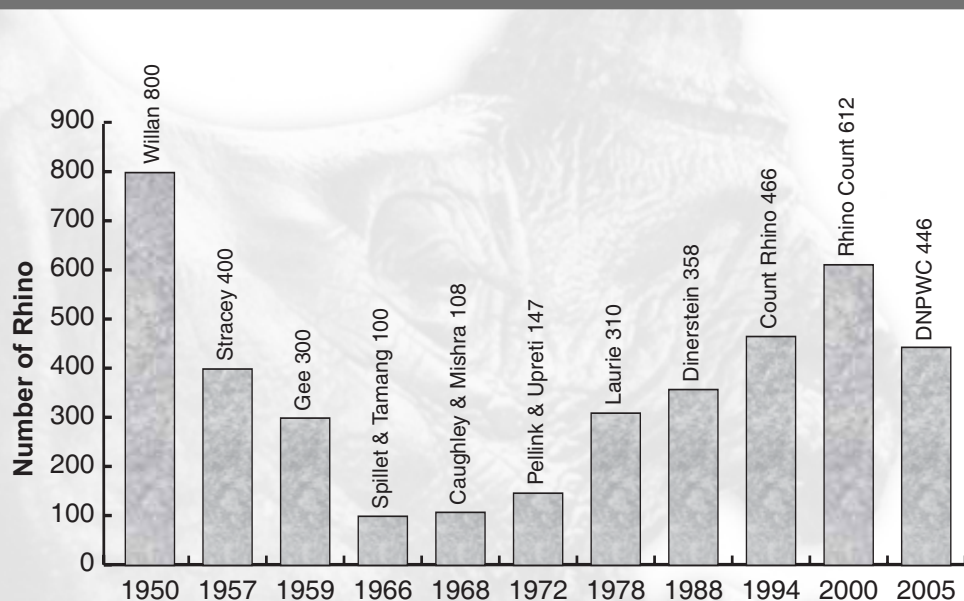 Number of Rhino
900
800
700
600
500
400
300
200
100
0
Willan 800
Stracey 400
Gee 300
Spillet & Tamang 100
Caughley & Mishra 108
Pellink & Upreti 147
Laurie 310
Dinerstein 358
Count Rhino 466
Rhino Count 612
DNPWC 446
1950 1957 1959 1966 1968 1972 1978 1988 1994 2000 2005